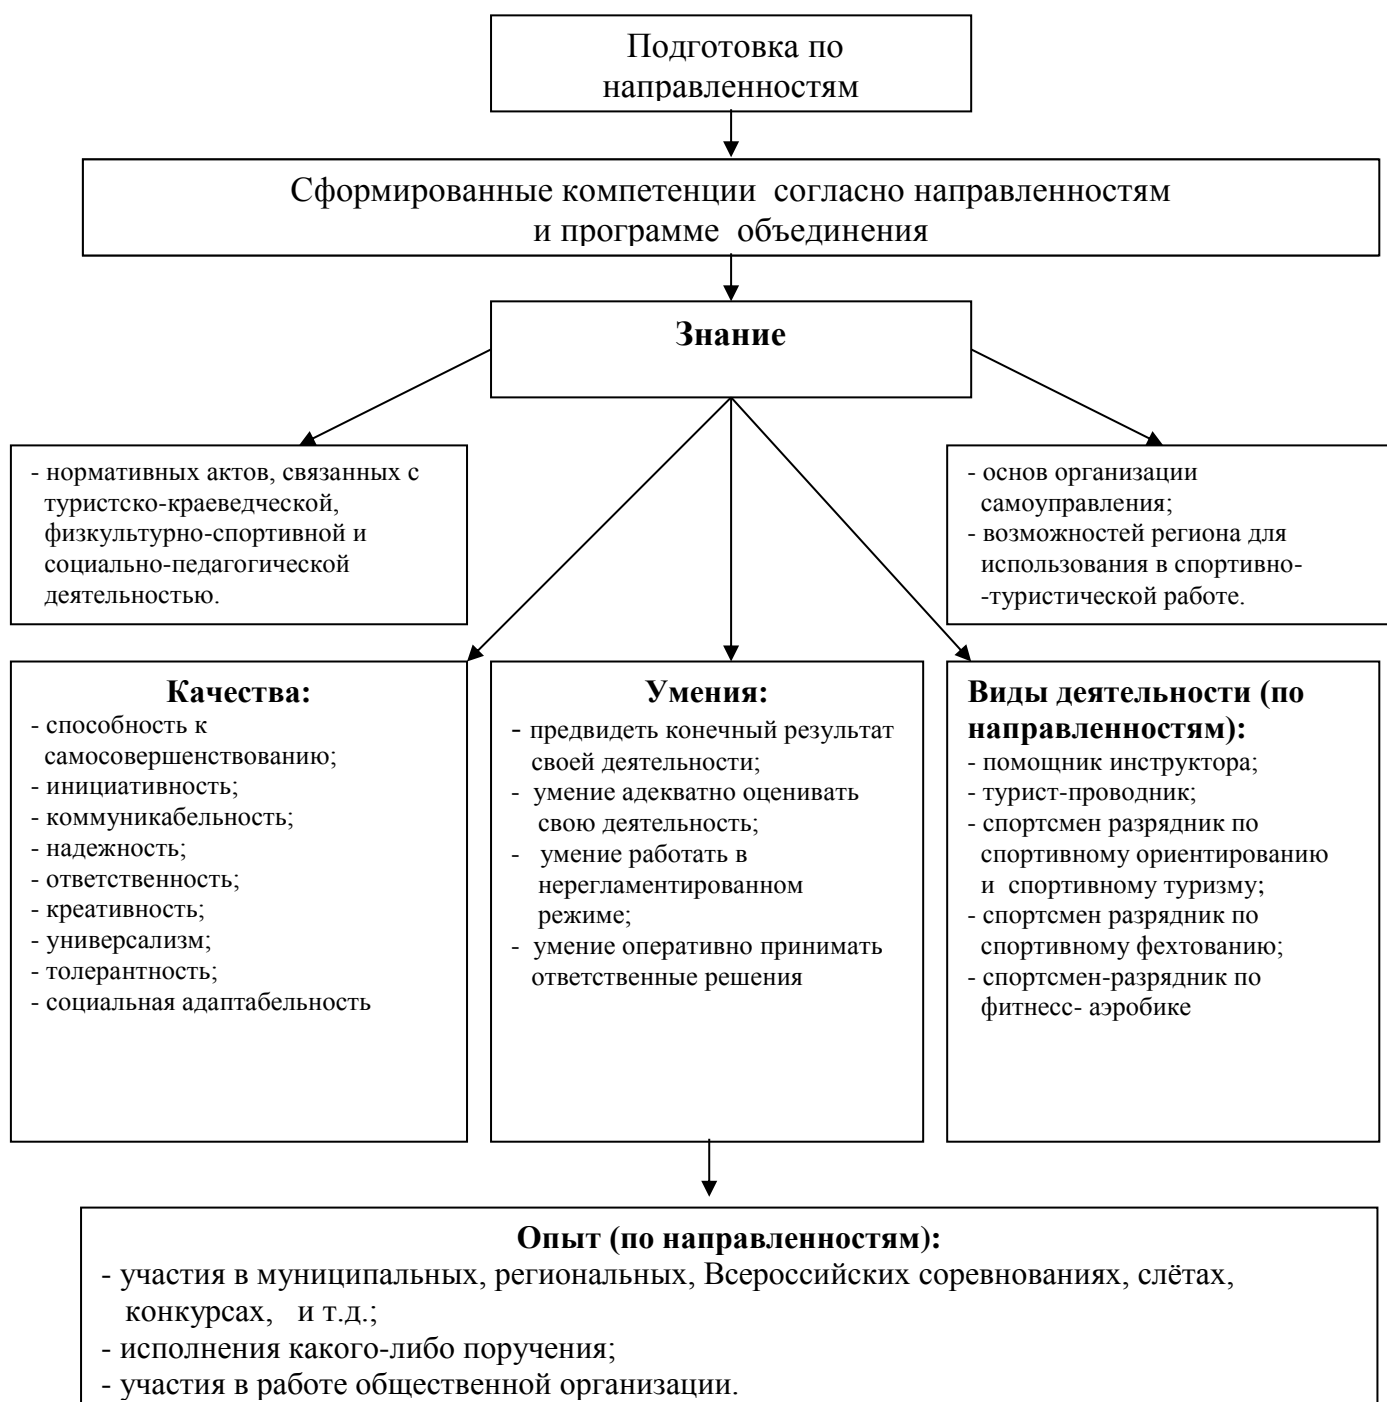 Подготовка по
направленностям
Сформированные компетенции согласно направленностям
и программе объединения
Знание
- нормативных актов, связанных с
туристско-краеведческой,
физкультурно-спортивной и
социально-педагогической
деятельностью.
- основ организации
самоуправления;
- возможностей региона для
использования в спортивно-
-туристической работе.
Качества:
- способность к
самосовершенствованию;
- инициативность;
- коммуникабельность;
- надежность;
- ответственность;
- креативность;
- универсализм;
- толерантность;
- социальная адаптабельность
Умения:
- предвидеть конечный результат
своей деятельности;
- умение адекватно оценивать
свою деятельность;
- умение работать в
нерегламентированном
режиме;
- умение оперативно принимать
ответственные решения
Виды деятельности (по
направленностям):
- помощник инструктора;
- турист-проводник;
- спортсмен разрядник по
спортивному ориентированию
и спортивному туризму;
- спортсмен разрядник по
спортивному фехтованию;
- спортсмен-разрядник по
фитнесс- аэробике
Опыт (по направленностям):
- участия в муниципальных, региональных, Всероссийских соревнованиях, слётах,
конкурсах, и т.д.;
- исполнения какого-либо поручения;
- участия в работе общественной организации.